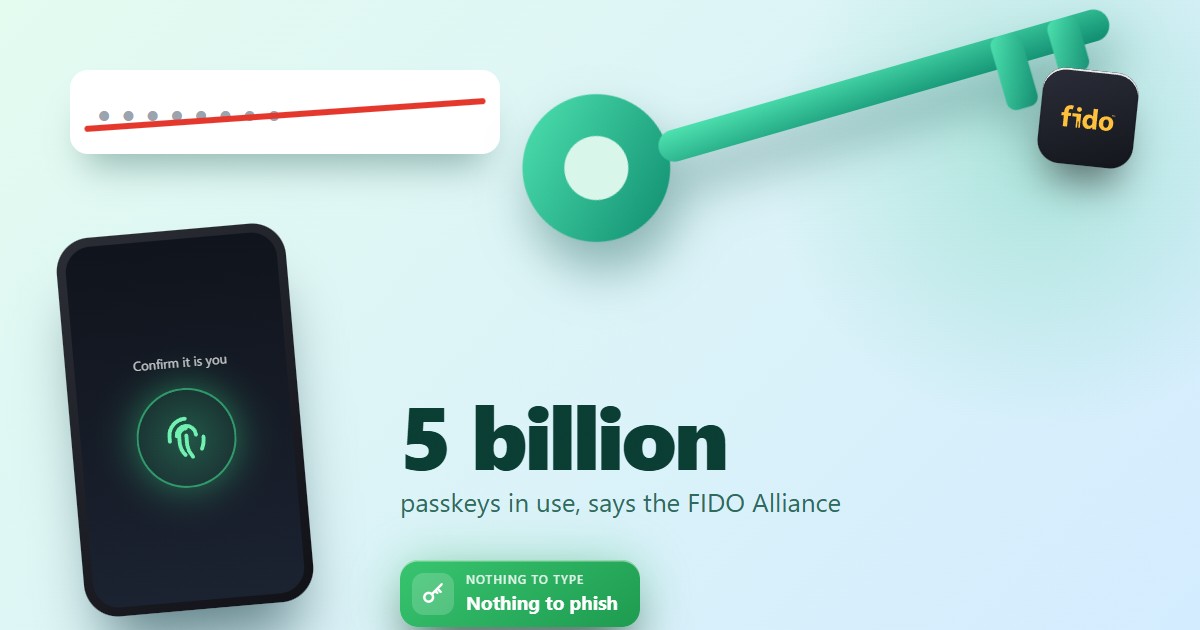 fido
Confirm it is you
5 billion
passkeys in use, says the FIDO Alliance
NOTHING TO TYPE
Nothing to phish